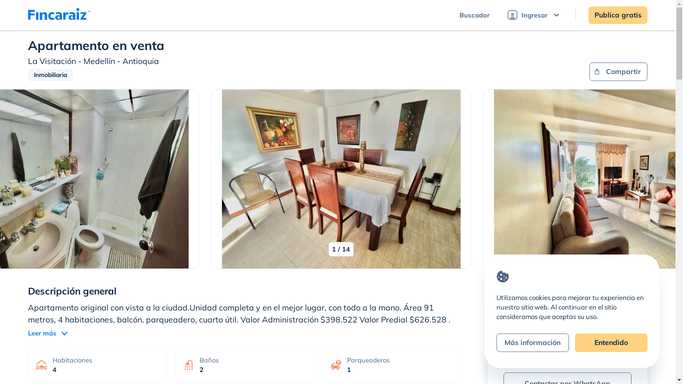 Fincaraiz
Buscador
Ingresar
Publica gratis
Apartamento en venta
La Visitación - Medellín - Antioquia
Inmobiliaria
Compartir
1 / 14
Descripción general
Apartamento original con vista a la ciudad.Unidad completa y en el mejor lugar, con todo a la mano. Área 91
metros, 4 habitaciones, balcón, parqueadero, cuarto útil. Valor Administración $398.522 Valor Predial $626.528 .
Leer más
Habitaciones
4
Baños
2
Parqueaderos
1
Utilizamos cookies para mejorar tu experiencia en
nuestro sitio web. Al continuar en el sitio
consideramos que aceptas su uso.
Más información
Entendido
Contactar por WhatsApp